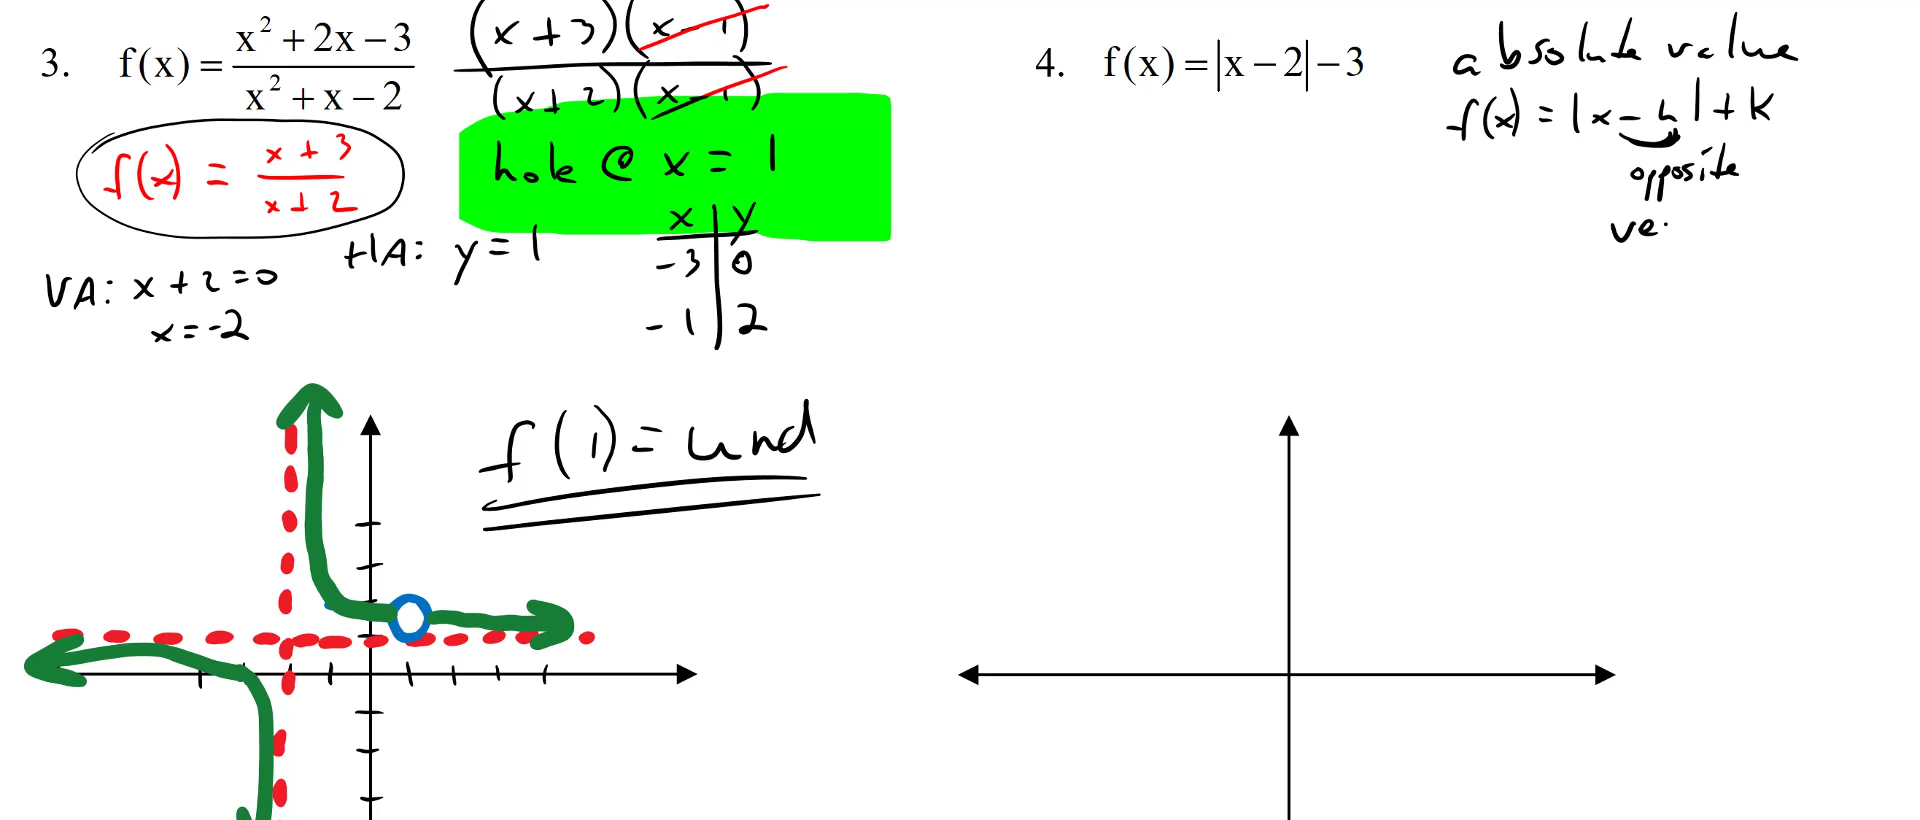 3. f(x) = (x² + 2x − 3)/(x² + x − 2)
(x + 3)(x − 1)
(x + 2)(x − 1)
f(x) = (x + 3)/(x + 2)
hole @ x = 1
VA: x + 2 = 0
x = -2
HA: y = 1
x | y
-3 | 0
-1 | 2
f(1) = und
4. f(x) = |x − 2| − 3
absolute value
f(x) = |x − h| + k
opposite
ve.